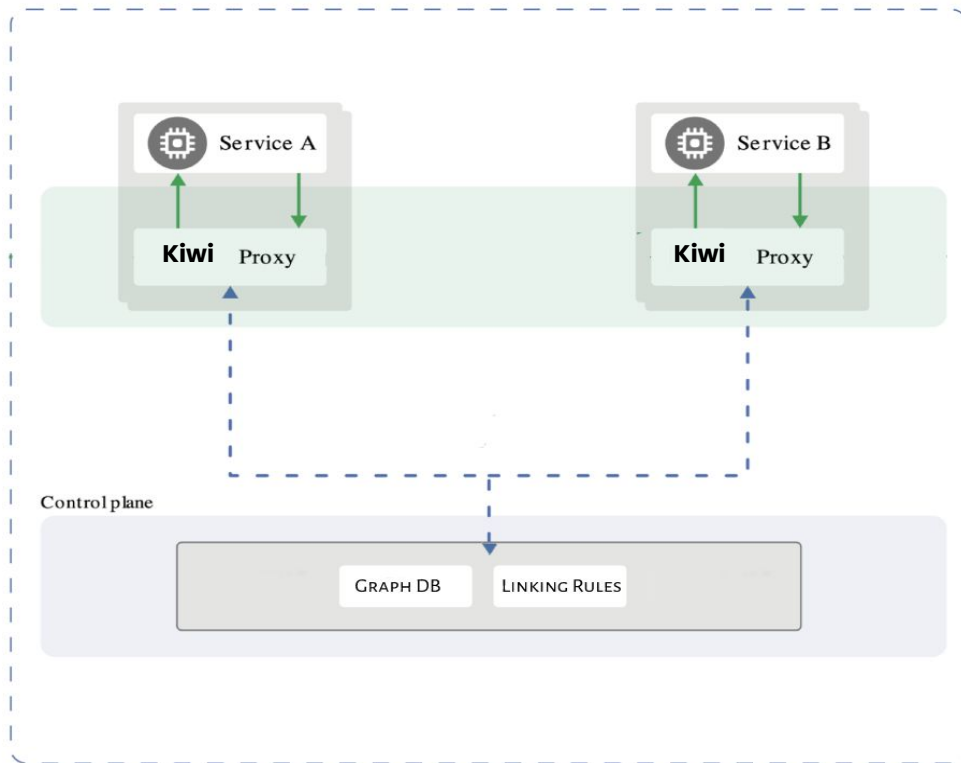 Service A
Service B
Kiwi Proxy
Kiwi Proxy
Control plane
GRAPH DB
LINKING RULES